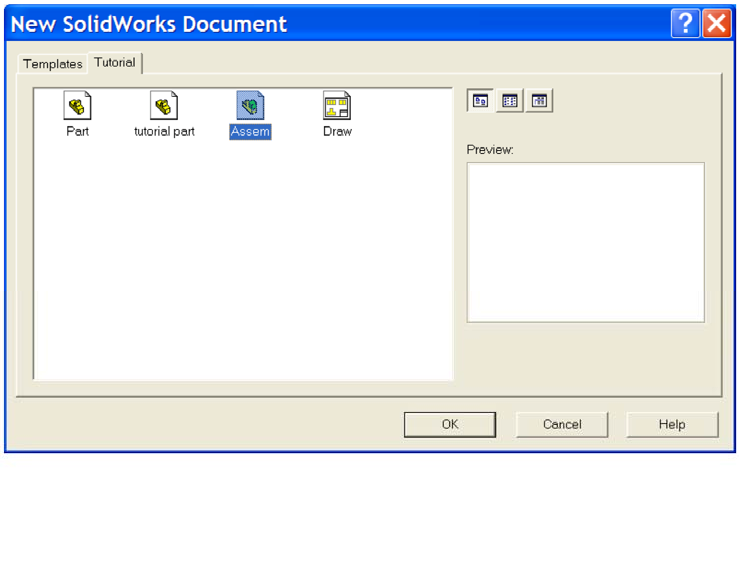 New SolidWorks Document
?
Templates Tutorial
Part tutorial part Assem Draw
Preview:
OK Cancel Help